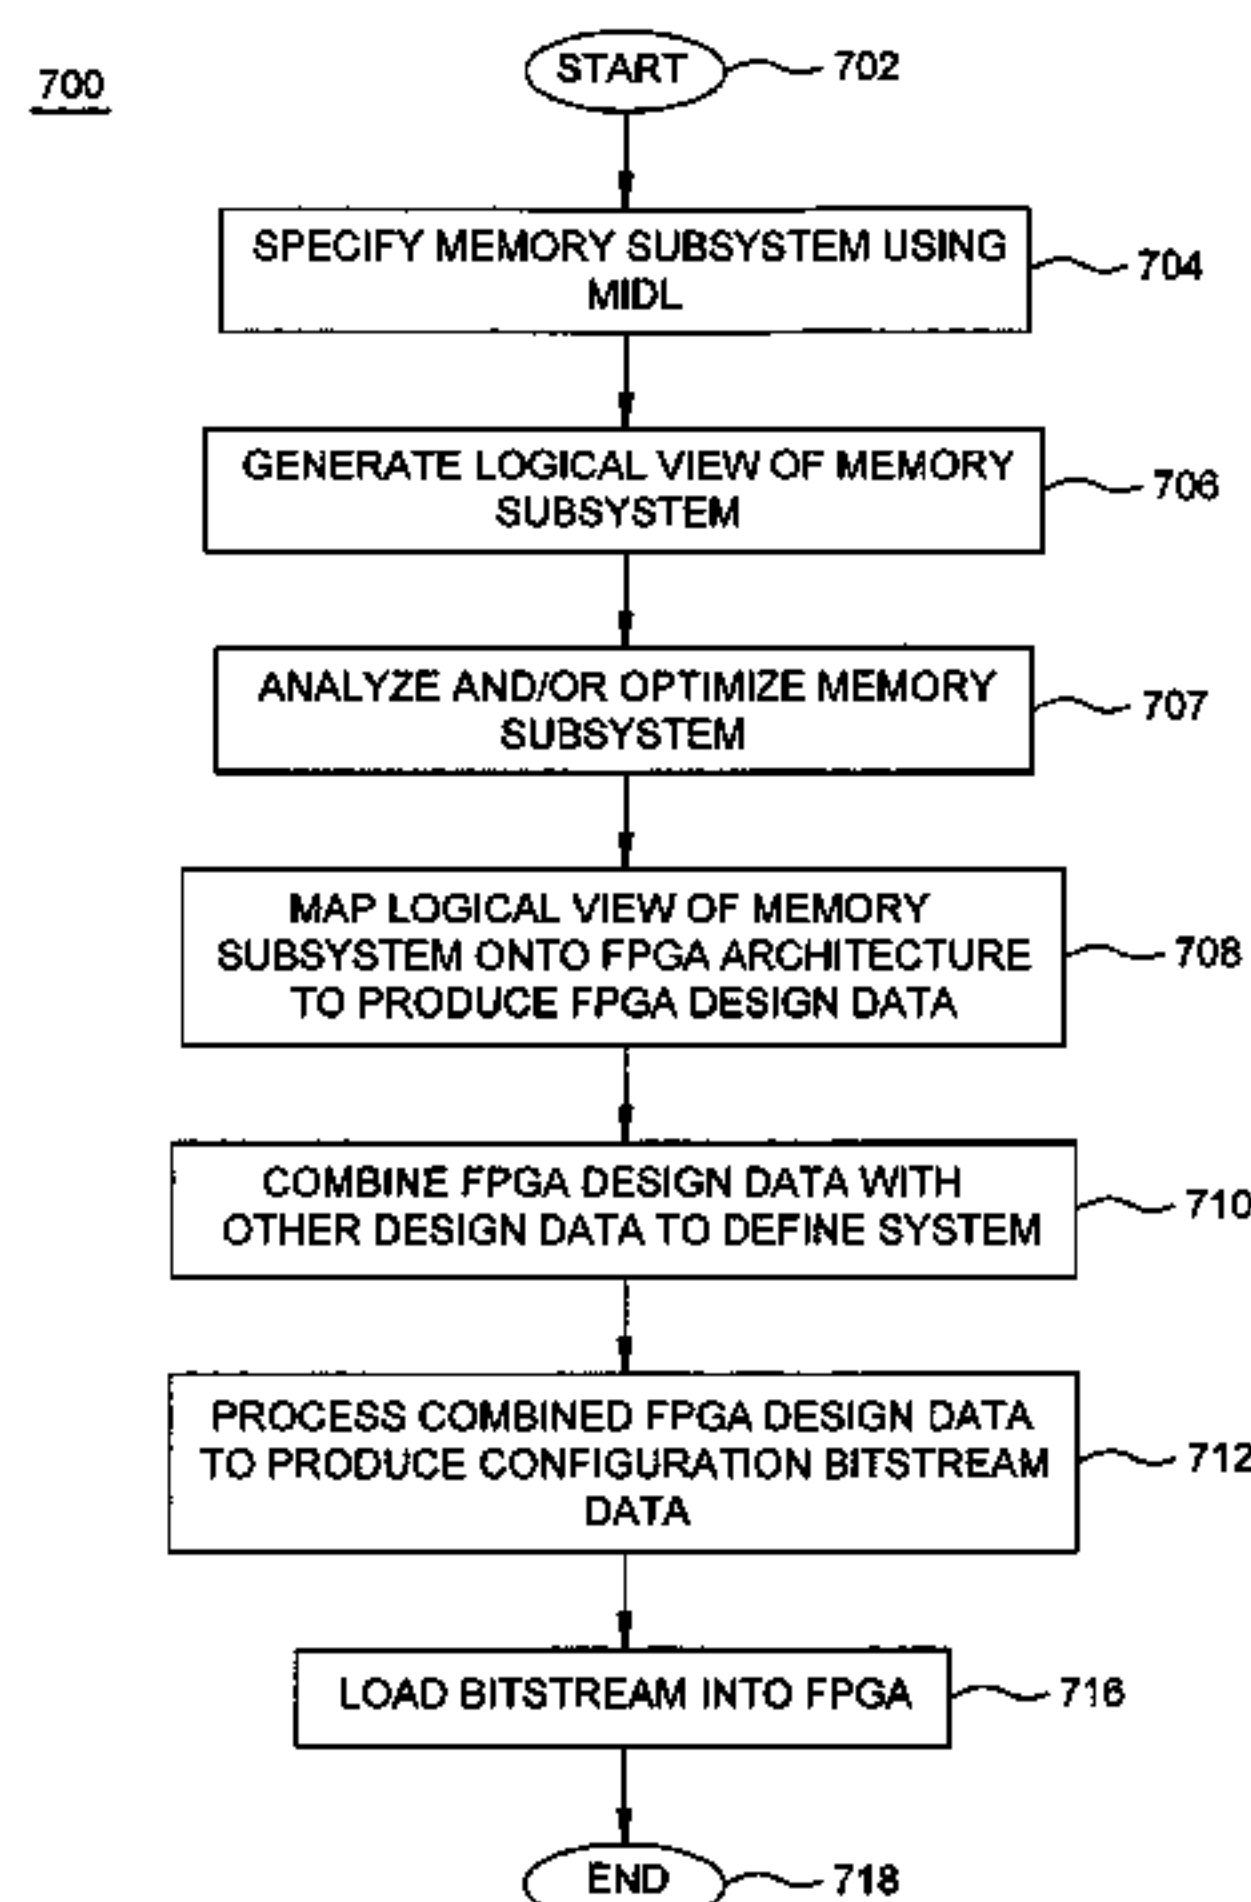 700
START
702
SPECIFY MEMORY SUBSYSTEM USING
MIDL
704
GENERATE LOGICAL VIEW OF MEMORY
SUBSYSTEM
706
ANALYZE AND/OR OPTIMIZE MEMORY
SUBSYSTEM
707
MAP LOGICAL VIEW OF MEMORY
SUBSYSTEM ONTO FPGA ARCHITECTURE
TO PRODUCE FPGA DESIGN DATA
708
COMBINE FPGA DESIGN DATA WITH
OTHER DESIGN DATA TO DEFINE SYSTEM
710
PROCESS COMBINED FPGA DESIGN DATA
TO PRODUCE CONFIGURATION BITSTREAM
DATA
712
LOAD BITSTREAM INTO FPGA
716
END
718